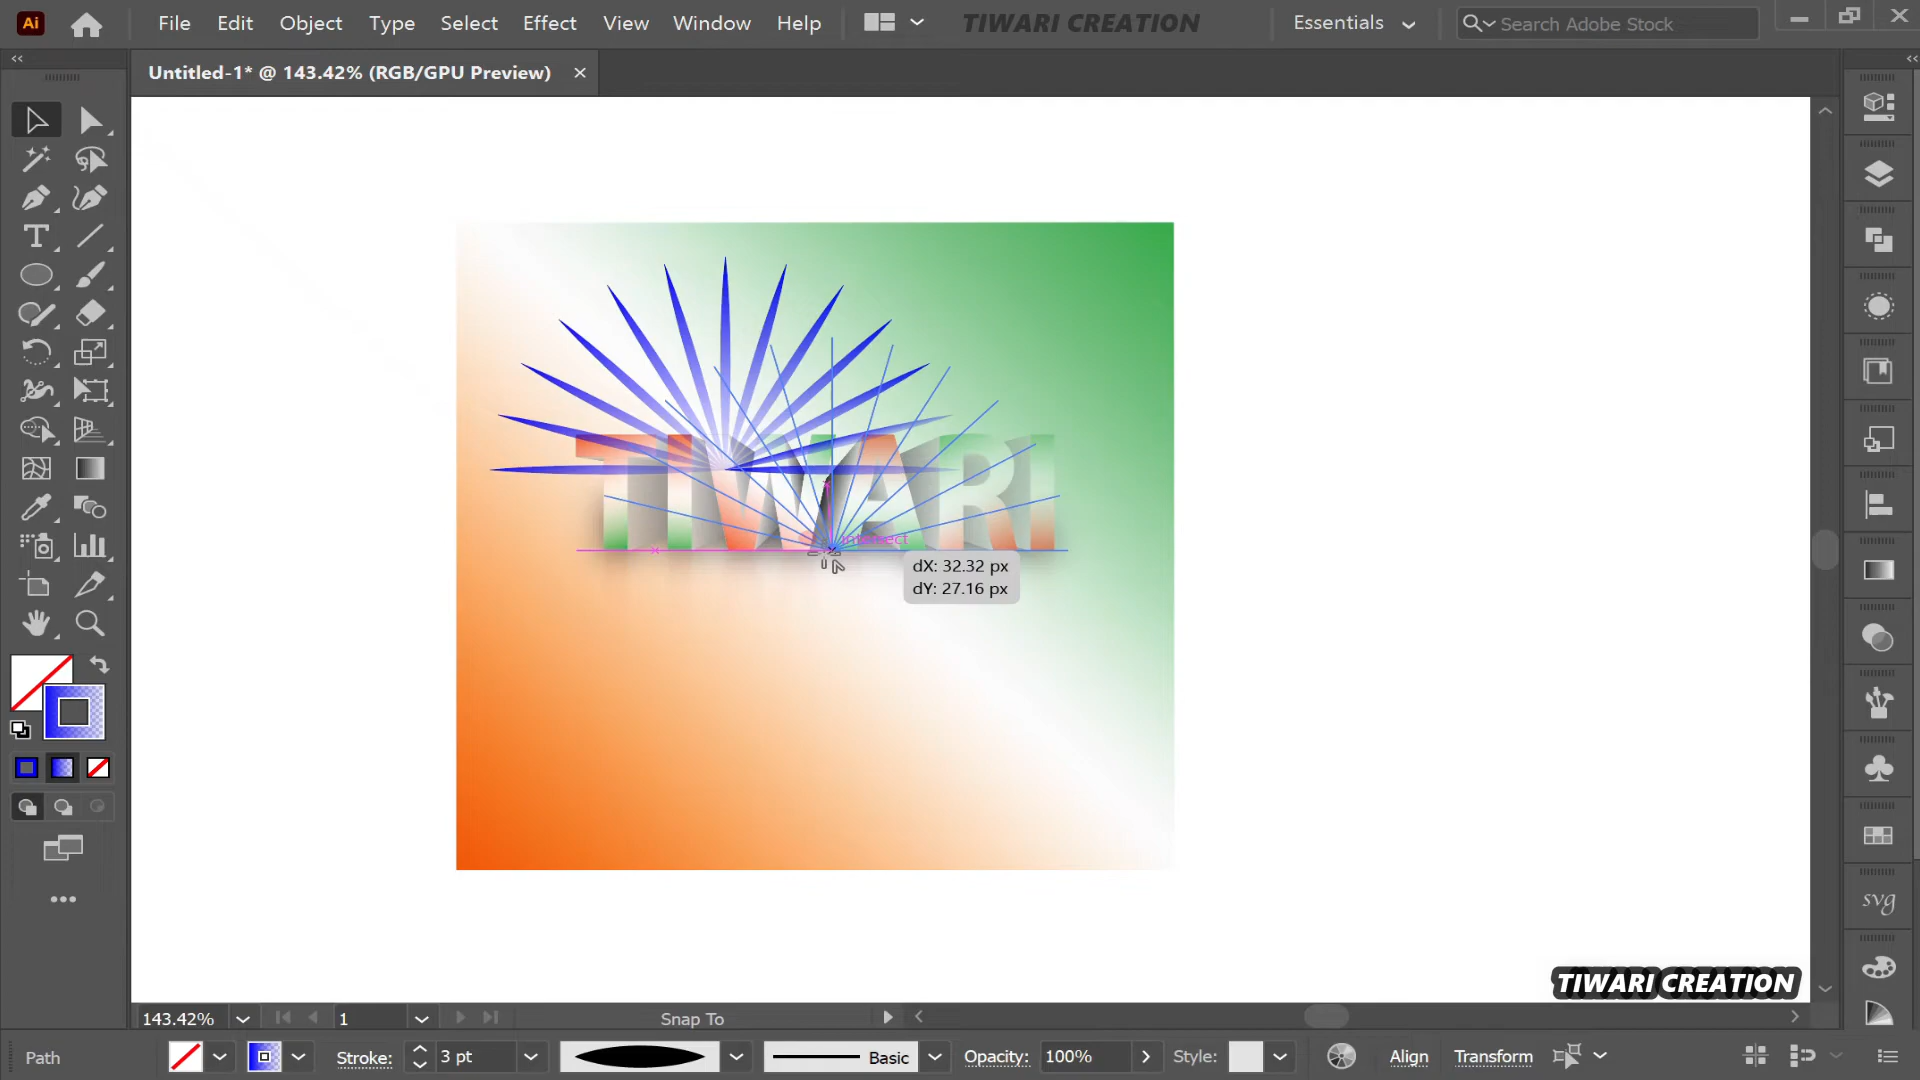 Ai File Edit Object Type Select Effect View Window Help TIWARI CREATION Essentials Search Adobe Stock
Untitled-1* @ 143.42% (RGB/GPU Preview)
TIWARI
intersect
dX: 32.32 px
dY: 27.16 px
svg
TIWARI CREATION
143.42% 1 Snap To
Path Stroke: 3 pt Basic Opacity: 100% Style: Align Transform